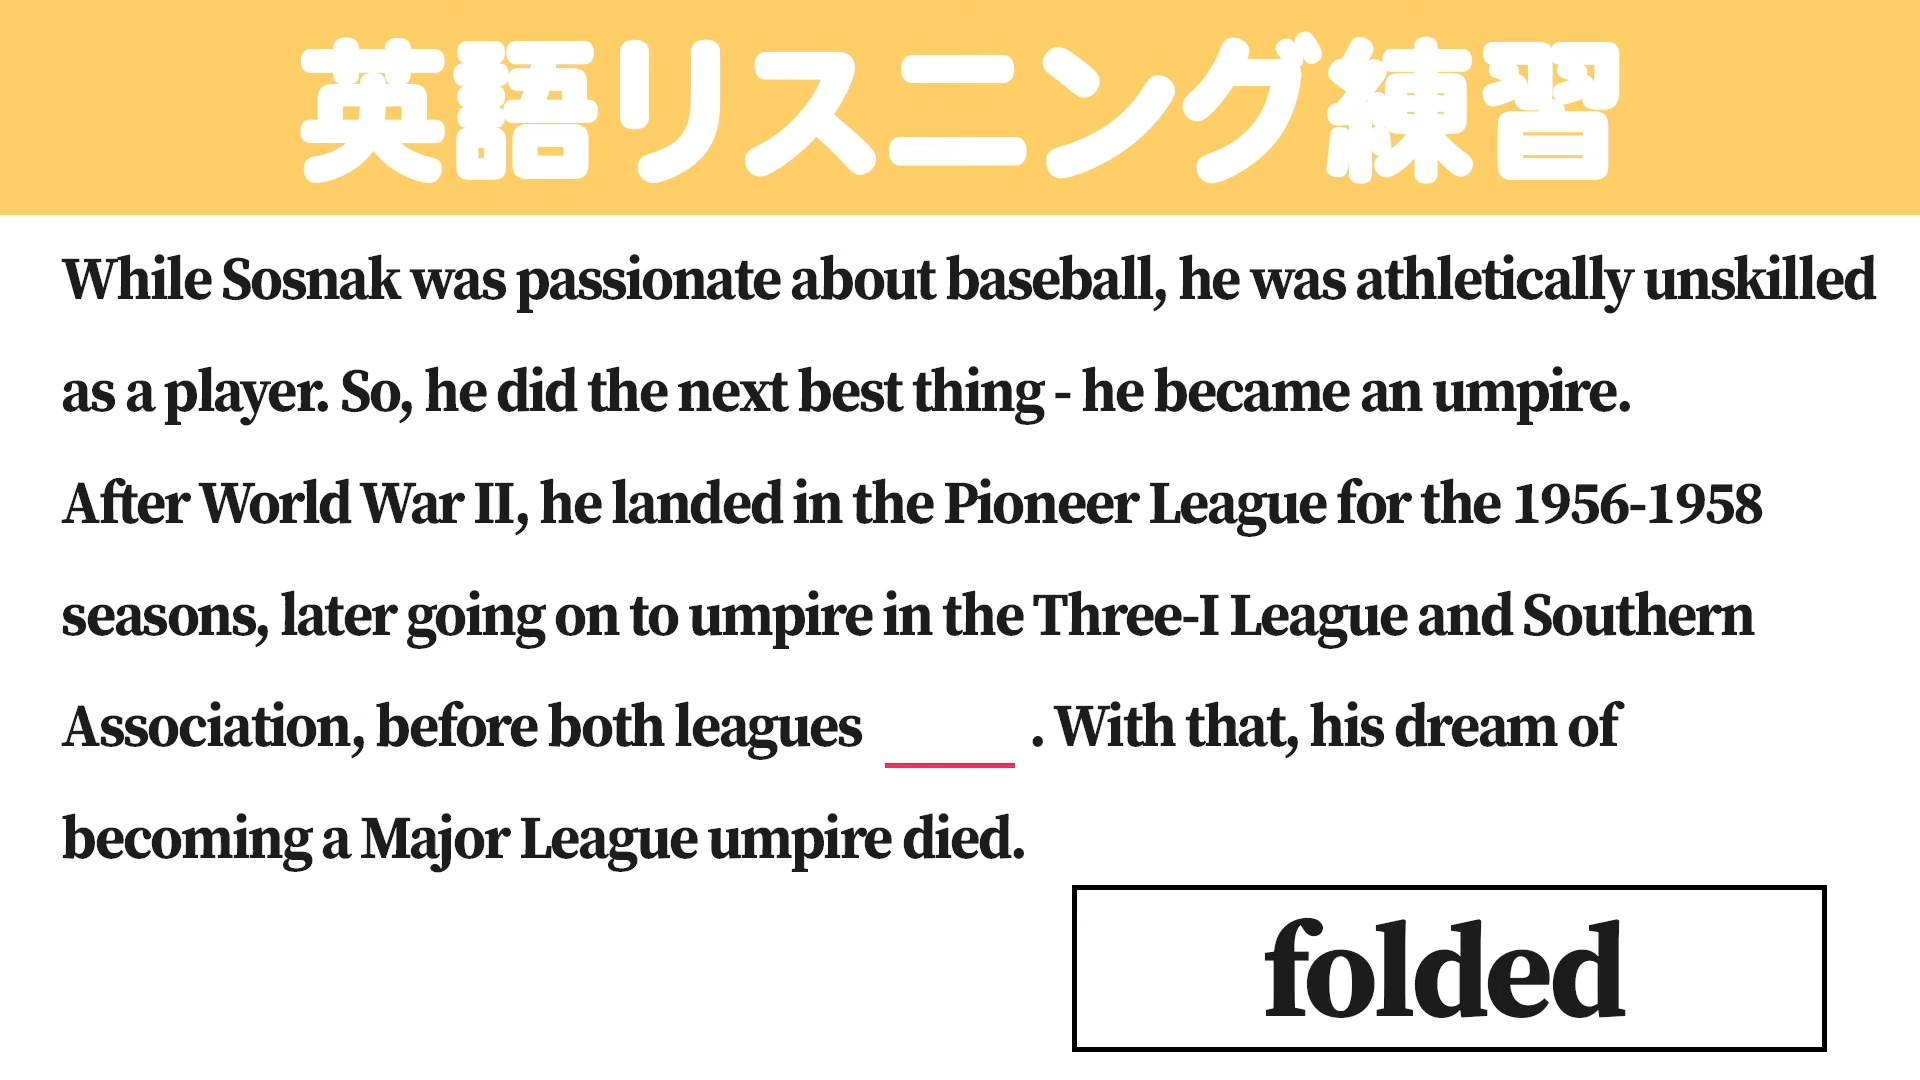 英語リスニング練習
While Sosnak was passionate about baseball, he was athletically unskilled
as a player. So, he did the next best thing - he became an umpire.
After World War II, he landed in the Pioneer League for the 1956-1958
seasons, later going on to umpire in the Three-I League and Southern
Association, before both leagues ____ . With that, his dream of
becoming a Major League umpire died.
folded